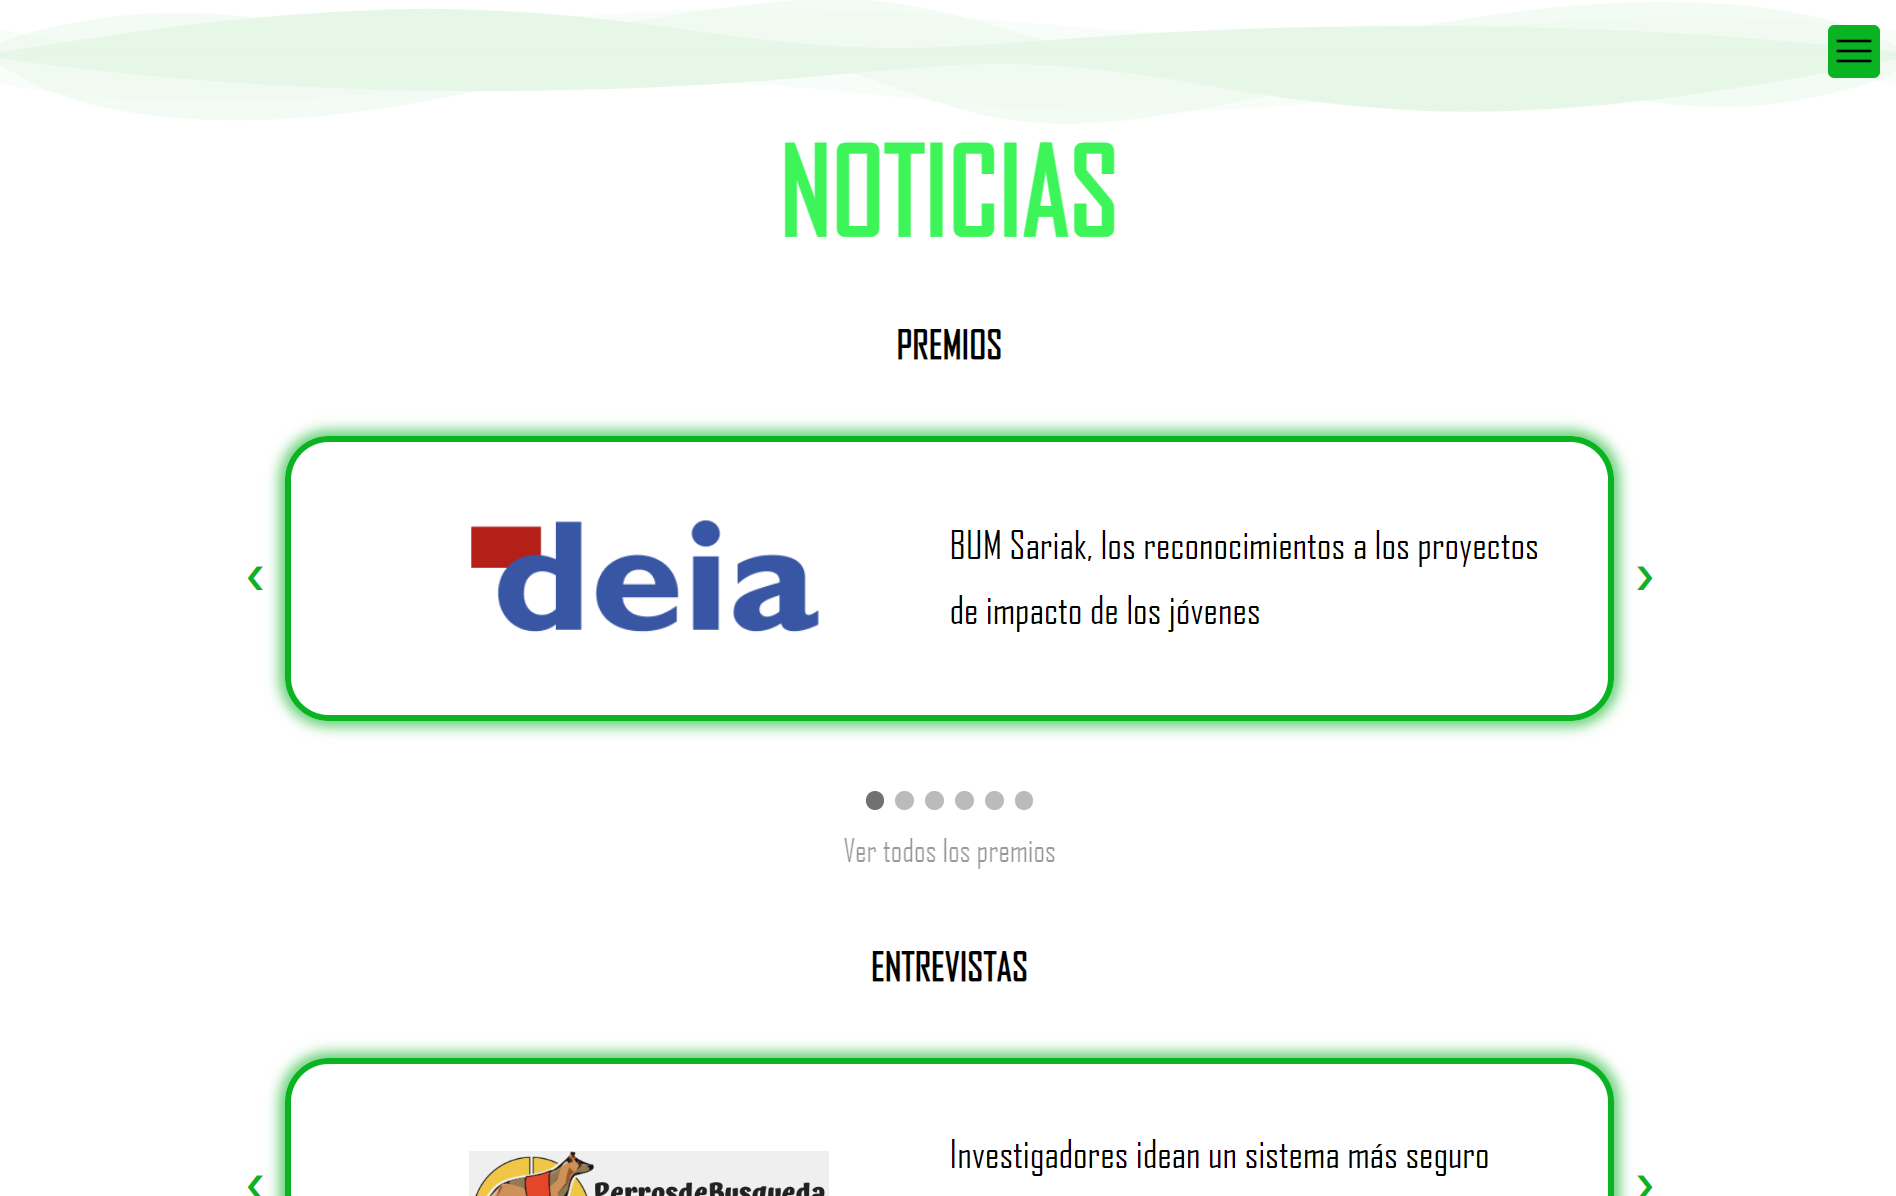 NOTICIAS
PREMIOS
deia
BUM Sariak, los reconocimientos a los proyectos
de impacto de los jóvenes
Ver todos los premios
ENTREVISTAS
Investigadores idean un sistema más seguro
PerrosdeBusqueda